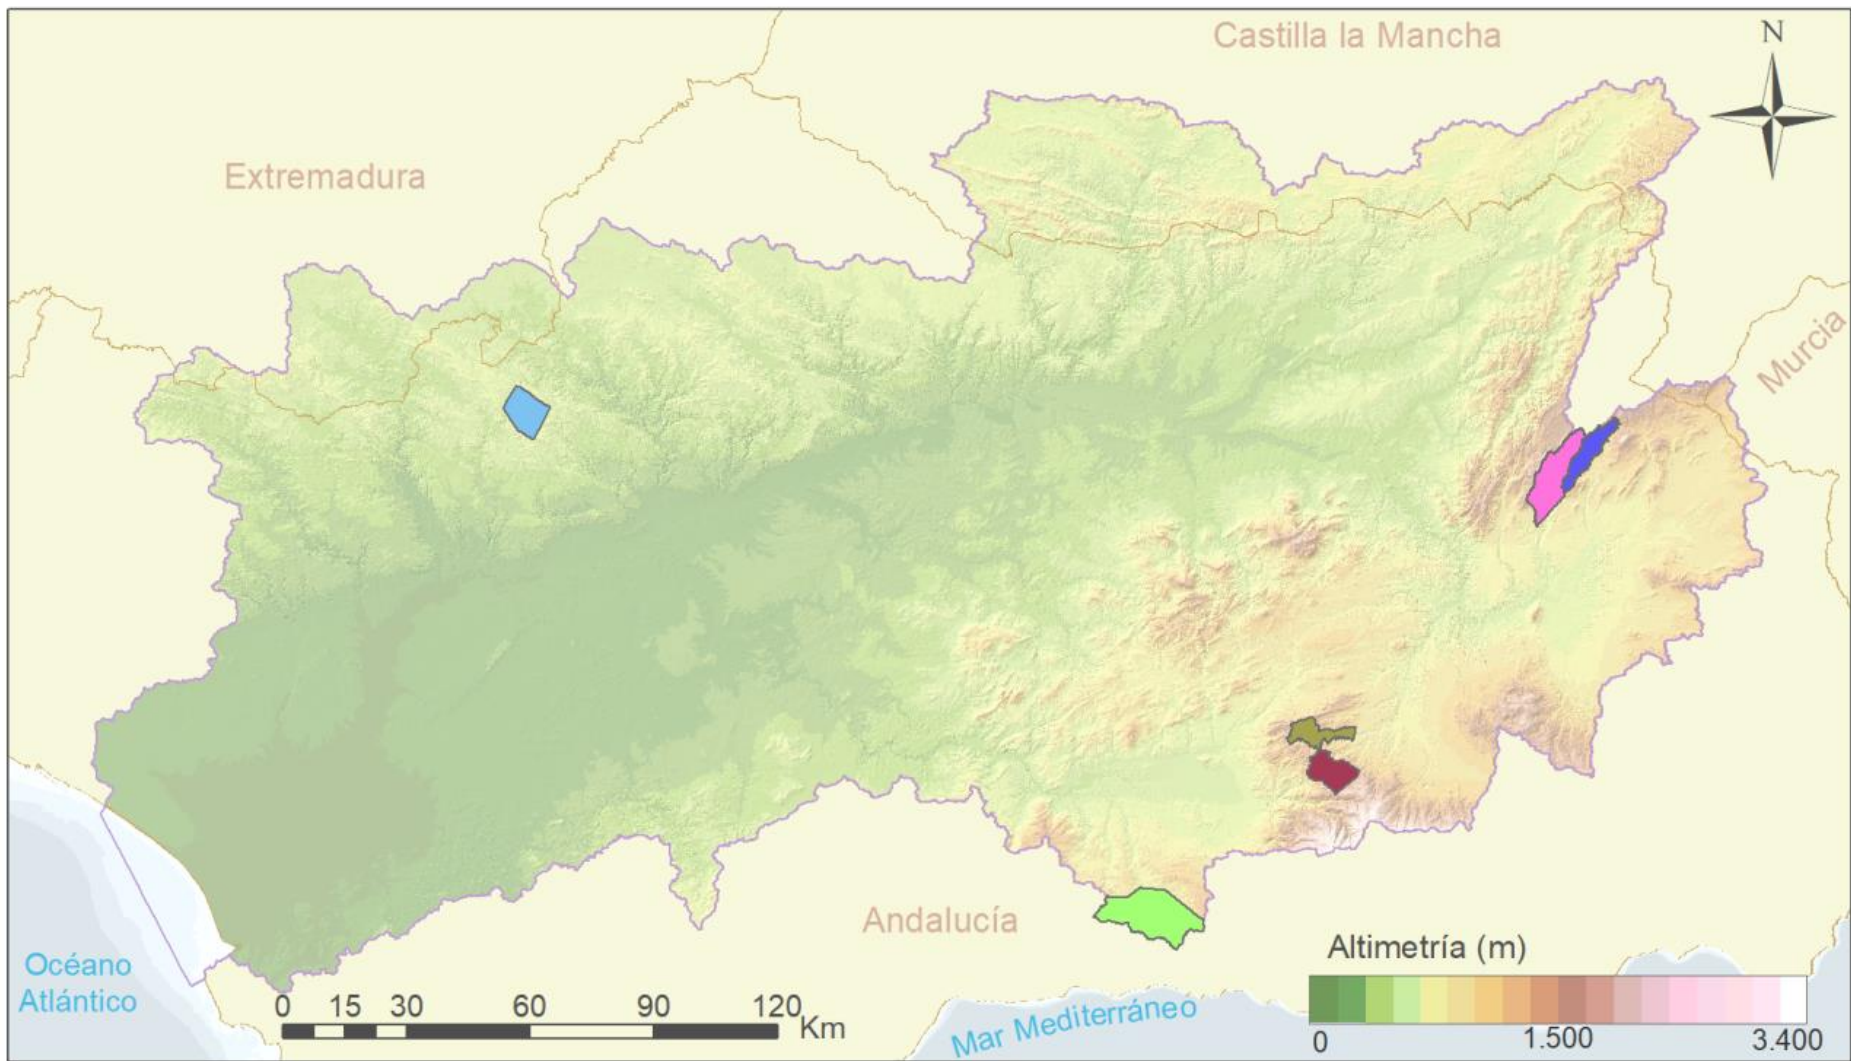 Castilla la Mancha
N
Extremadura
Murcia
Andalucía
Océano
Atlántico
Mar Mediterráneo
0 15 30 60 90 120
Km
Altimetría (m)
0 1.500 3.400